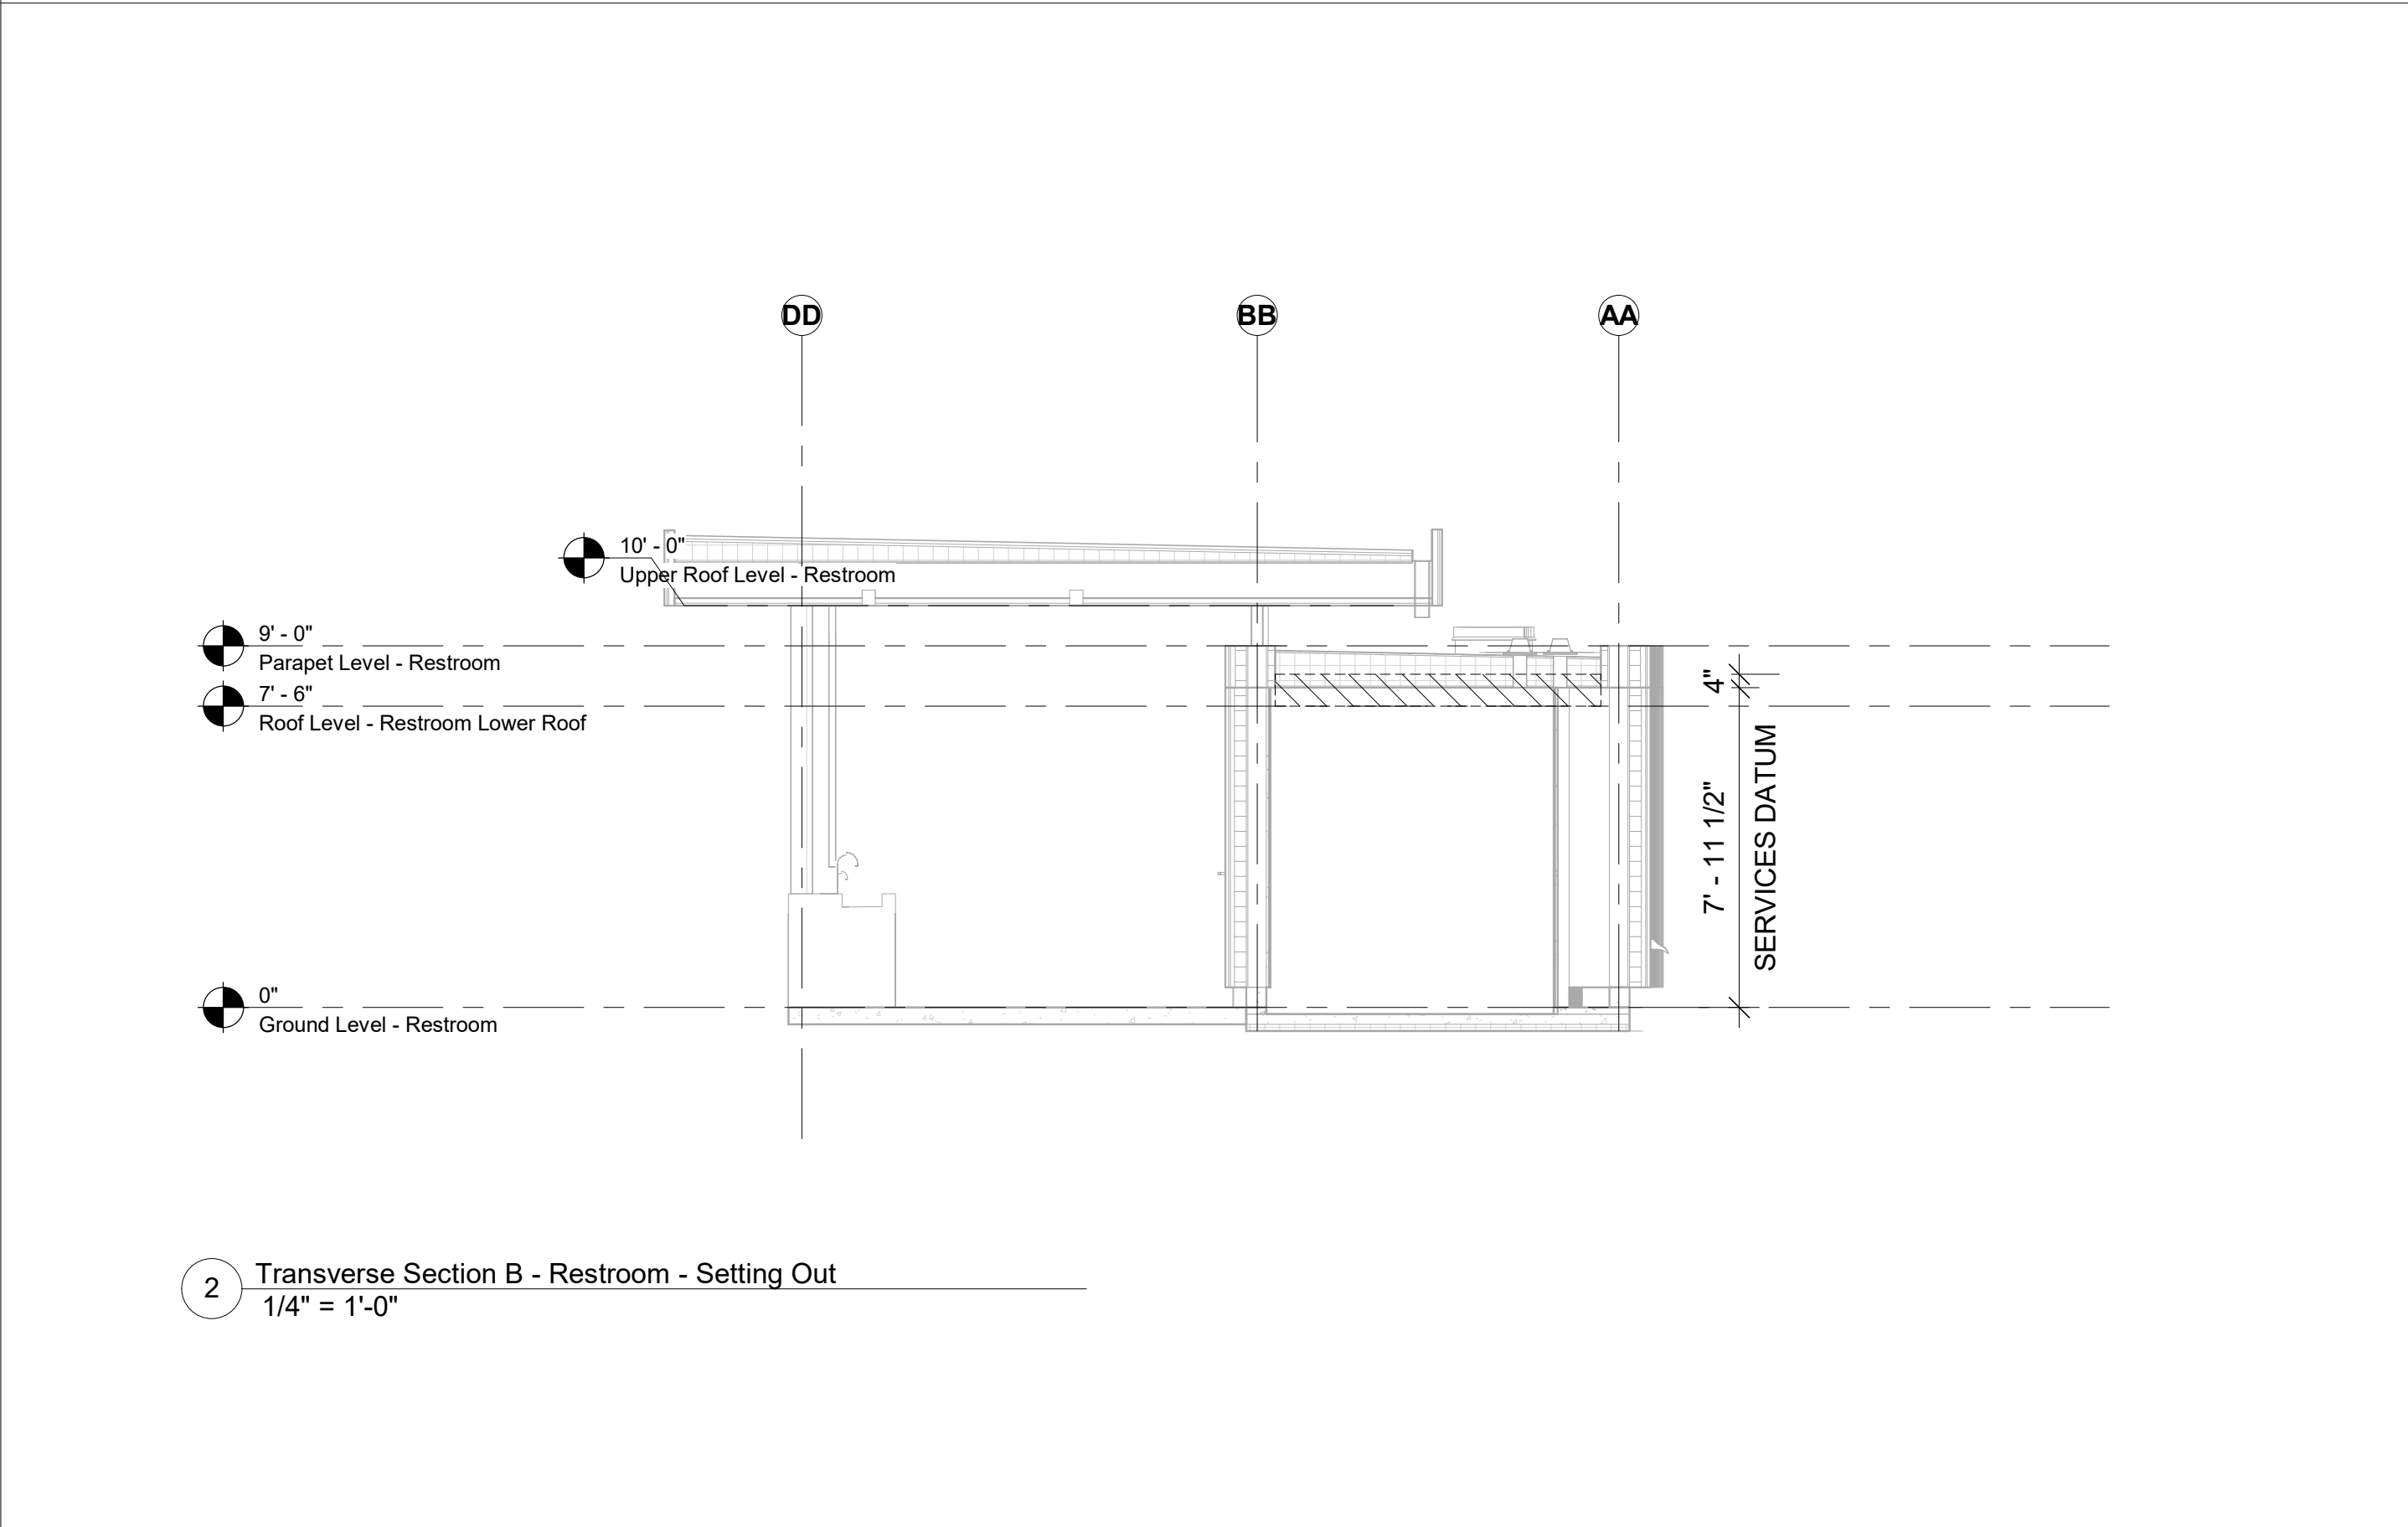 DD
BB
AA
10' - 0"
Upper Roof Level - Restroom
9' - 0"
Parapet Level - Restroom
7' - 6"
Roof Level - Restroom Lower Roof
4"
7' - 11 1/2"
SERVICES DATUM
0"
Ground Level - Restroom
2
Transverse Section B - Restroom - Setting Out
1/4" = 1'-0"